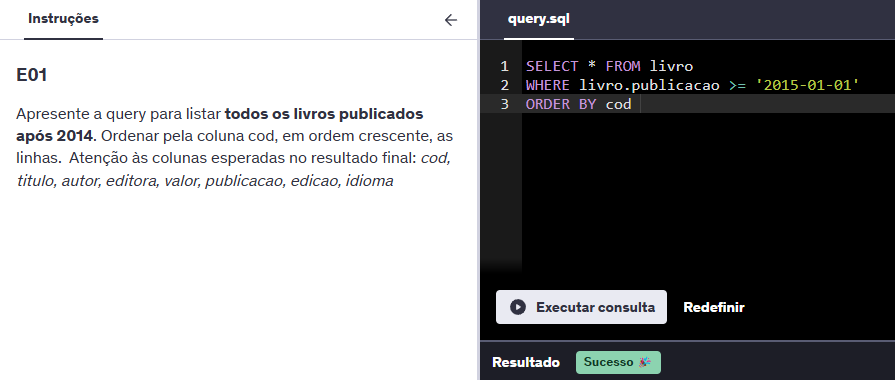 Instruções
E01
Apresente a query para listar todos os livros publicados
após 2014. Ordenar pela coluna cod, em ordem crescente, as
linhas. Atenção às colunas esperadas no resultado final: cod,
titulo, autor, editora, valor, publicacao, edicao, idioma
query.sql
1 SELECT * FROM livro
2 WHERE livro.publicacao >= '2015-01-01'
3 ORDER BY cod
Executar consulta Redefinir
Resultado Sucesso 🎉